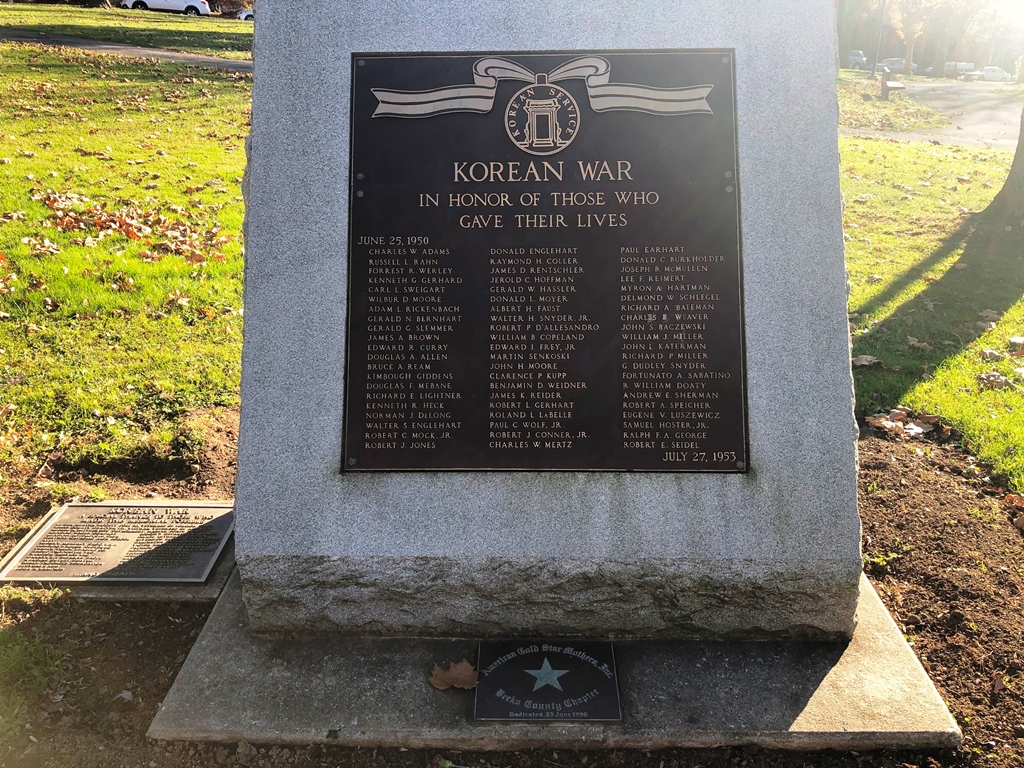 KOREAN SERVICE
KOREAN WAR
IN HONOR OF THOSE WHO
GAVE THEIR LIVES
JUNE 25, 1950
CHARLES W. ADAMS
RUSSELL L. RAHN
FORREST R. WERLEY
KENNETH G. GERHARD
CARL L. SWEIGART
WILBUR D. MOORE
ADAM L. RICKENBACH
GERALD N. BERNHART
GERALD G. SLEMMER
JAMES A. BROWN
EDWARD R. CURRY
DOUGLAS A. ALLEN
BRUCE A. REAM
KIMBOUGH GIDDENS
DOUGLAS F. MEBANE
RICHARD E. LIGHTNER
KENNETH R. HECK
NORMAN J. DELONG
WALTER S. ENGLEHART
ROBERT C. MOCK, JR.
ROBERT J. JONES
DONALD ENGLEHART
RAYMOND H. COLLER
JAMES D. RENTSCHLER
JEROLD C. HOFFMAN
GERALD W. HASSLER
DONALD L. MOYER
ALBERT H. FAUST
WALTER H. SNYDER, JR.
ROBERT P. D'ALLESANDRO
WILLIAM B. COPELAND
EDWARD I. FREY, JR.
MARTIN SENKOSKI
JOHN H. MOORE
CLARENCE P. KUPP
BENJAMIN D. WEIDNER
JAMES K. REIDER
ROBERT L. GERHART
ROLAND L. LaBELLE
PAUL G. WOLF, JR.
ROBERT J. CONNER, JR.
CHARLES W. MERTZ
PAUL EARHART
DONALD C. BURKHOLDER
JOSEPH B. McMULLEN
LEE F. REIMERT
MYRON A. HARTMAN
DELMOND W. SCHLEGEL
RICHARD A. BATEMAN
CHARLES E. WEAVER
JOHN S. BACZEWSKI
WILLIAM J. MILLER
JOHN L. KATERMAN
RICHARD P. MILLER
G. DUDLEY SNYDER
FORTUNATO A. SABATINO
B. WILLIAM DOATY
ANDREW E. SHERMAN
ROBERT A. SPEICHER
EUGENE V. LUSZEWICZ
SAMUEL HOSTER, JR.
RALPH F. A. GEORGE
ROBERT E. SEIDEL
JULY 27, 1953
KOREAN WAR
American Gold Star Mothers, Inc.
Berks County Chapter
Dedicated 25 June 1990